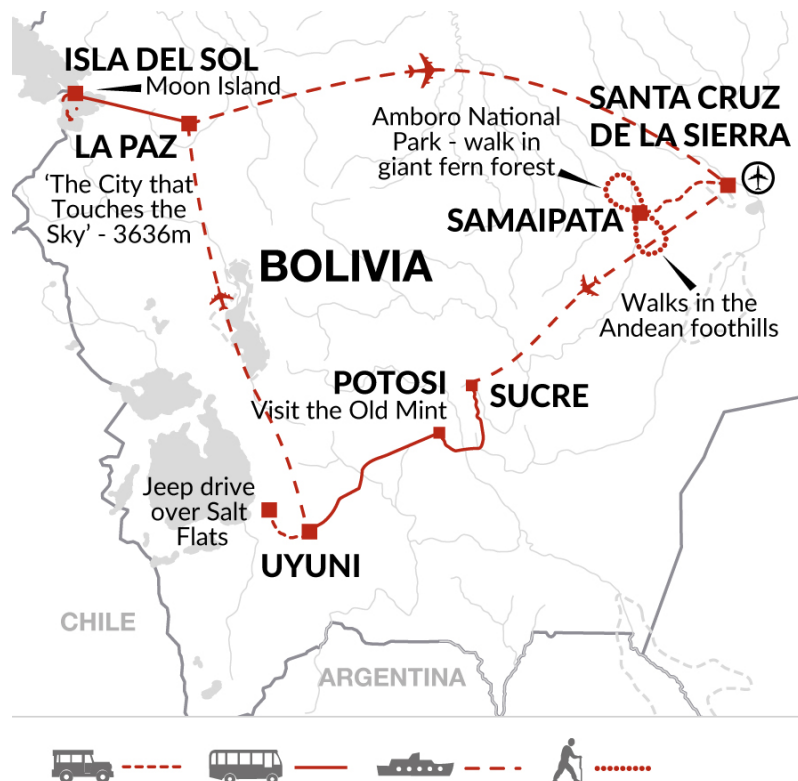 ISLA DEL SOL
Moon Island
LA PAZ
‘The City that
Touches the
Sky’ - 3636m
Amboro National
Park - walk in
giant fern forest
SANTA CRUZ
DE LA SIERRA
SAMAIPATA
Walks in the
Andean foothills
BOLIVIA
POTOSI
Visit the Old Mint
SUCRE
Jeep drive
over Salt
Flats
UYUNI
CHILE
ARGENTINA